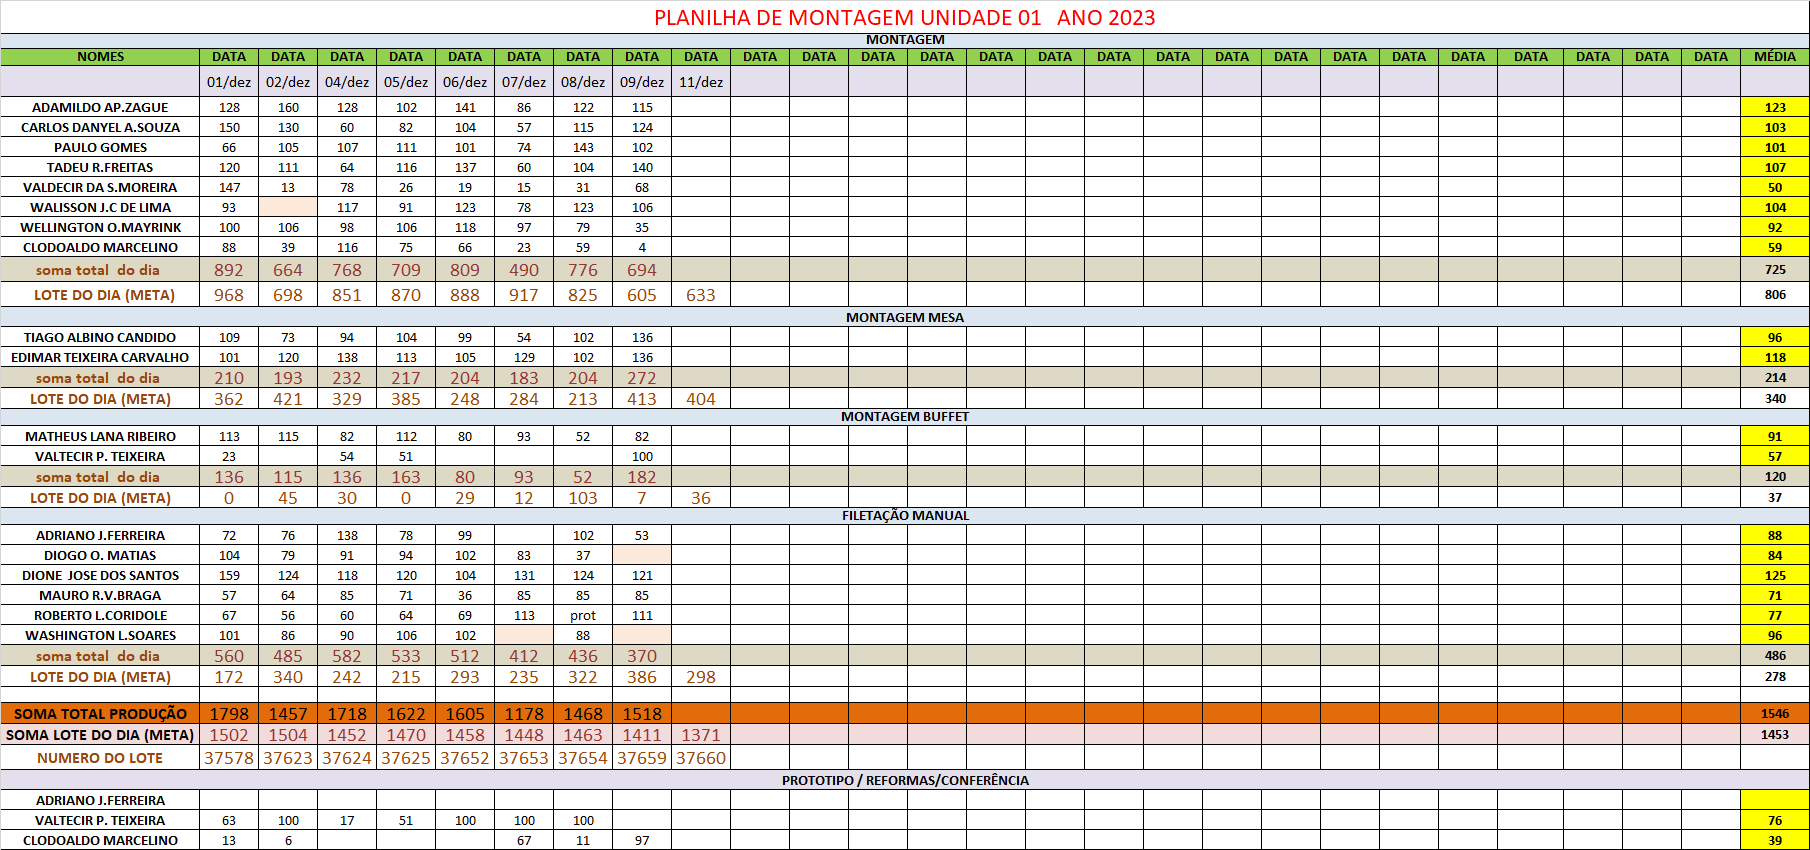 PLANILHA DE MONTAGEM UNIDADE 01 ANO 2023
MONTAGEM
NOMES DATA DATA DATA DATA DATA DATA DATA DATA DATA DATA DATA DATA DATA DATA DATA DATA DATA DATA DATA DATA DATA DATA DATA DATA DATA DATA MÉDIA
01/dez 02/dez 04/dez 05/dez 06/dez 07/dez 08/dez 09/dez 11/dez
ADAMILDO AP.ZAGUE 128 160 128 102 141 86 122 115 123
CARLOS DANYEL A.SOUZA 150 130 60 82 104 57 115 124 103
PAULO GOMES 66 105 107 111 101 74 143 102 101
TADEU R.FREITAS 120 111 64 116 137 60 104 140 107
VALDECIR DA S.MOREIRA 147 13 78 26 19 15 31 68 50
WALISSON J.C DE LIMA 93 117 91 123 78 123 106 104
WELLINGTON O.MAYRINK 100 106 98 106 118 97 79 35 92
CLODOALDO MARCELINO 88 39 116 75 66 23 59 4 59
soma total do dia 892 664 768 709 809 490 776 694 725
LOTE DO DIA (META) 968 698 851 870 888 917 825 605 633 806
MONTAGEM MESA
TIAGO ALBINO CANDIDO 109 73 94 104 99 54 102 136 96
EDIMAR TEIXEIRA CARVALHO 101 120 138 113 105 129 102 136 118
soma total do dia 210 193 232 217 204 183 204 272 214
LOTE DO DIA (META) 362 421 329 385 248 284 213 413 404 340
MONTAGEM BUFFET
MATHEUS LANA RIBEIRO 113 115 82 112 80 93 52 82 91
VALTECIR P. TEIXEIRA 23 54 51 100 57
soma total do dia 136 115 136 163 80 93 52 182 120
LOTE DO DIA (META) 0 45 30 0 29 12 103 7 36 37
FILETAÇÃO MANUAL
ADRIANO J.FERREIRA 72 76 138 78 99 102 53 88
DIOGO O. MATIAS 104 79 91 94 102 83 37 84
DIONE JOSE DOS SANTOS 159 124 118 120 104 131 124 121 125
MAURO R.V.BRAGA 57 64 85 71 36 85 85 85 71
ROBERTO L.CORIDOLE 67 56 60 64 69 113 prot 111 77
WASHINGTON L.SOARES 101 86 90 106 102 88 96
soma total do dia 560 485 582 533 512 412 436 370 486
LOTE DO DIA (META) 172 340 242 215 293 235 322 386 298 278
SOMA TOTAL PRODUÇÃO 1798 1457 1718 1622 1605 1178 1468 1518 1546
SOMA LOTE DO DIA (META) 1502 1504 1452 1470 1458 1448 1463 1411 1371 1453
NUMERO DO LOTE 37578 37623 37624 37625 37652 37653 37654 37659 37660
PROTOTIPO / REFORMAS/CONFERÊNCIA
ADRIANO J.FERREIRA
VALTECIR P. TEIXEIRA 63 100 17 51 100 100 100 76
CLODOALDO MARCELINO 13 6 67 11 97 39